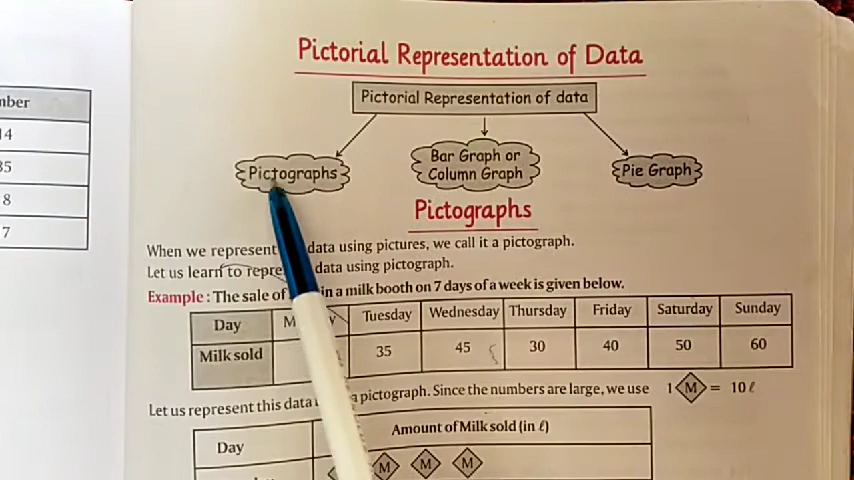 nber
14
35
8
7
Pictorial Representation of Data
Pictorial Representation of data
Pictographs
Bar Graph or
Column Graph
Pie Graph
Pictographs
When we represent data using pictures, we call it a pictograph.
Let us learn to repre data using pictograph.
Example : The sale of in a milk booth on 7 days of a week is given below.
Day Tuesday Wednesday Thursday Friday Saturday Sunday
Milk sold 35 45 30 40 50 60
Let us represent this data a pictograph. Since the numbers are large, we use 1 M = 10 ℓ
Day Amount of Milk sold (in ℓ)
M M M